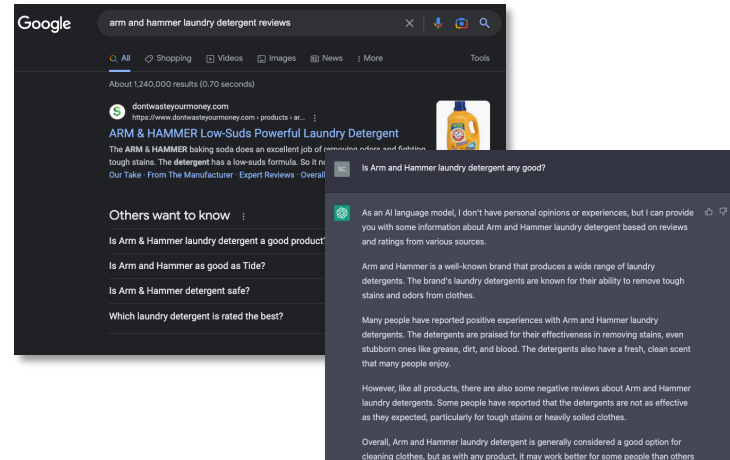 Google
arm and hammer laundry detergent reviews
All Shopping Videos Images News More Tools
About 1,240,000 results (0.70 seconds)
dontwasteyourmoney.com
https://www.dontwasteyourmoney.com › products › ar...
ARM & HAMMER Low-Suds Powerful Laundry Detergent
The ARM & HAMMER baking soda does an excellent job of removing odors and fighting
tough stains. The detergent has a low-suds formula. So it
Our Take · From The Manufacturer · Expert Reviews · Overall
Others want to know
Is Arm & Hammer laundry detergent a good product?
Is Arm and Hammer as good as Tide?
Is Arm & Hammer detergent safe?
Which laundry detergent is rated the best?
SC
Is Arm and Hammer laundry detergent any good?
As an AI language model, I don't have personal opinions or experiences, but I can provide
you with some information about Arm and Hammer laundry detergent based on reviews
and ratings from various sources.
Arm and Hammer is a well-known brand that produces a wide range of laundry
detergents. The brand's laundry detergents are known for their ability to remove tough
stains and odors from clothes.
Many people have reported positive experiences with Arm and Hammer laundry
detergents. The detergents are praised for their effectiveness in removing stains, even
stubborn ones like grease, dirt, and blood. The detergents also have a fresh, clean scent
that many people enjoy.
However, like all products, there are also some negative reviews about Arm and Hammer
laundry detergents. Some people have reported that the detergents are not as effective
as they expected, particularly for tough stains or heavily soiled clothes.
Overall, Arm and Hammer laundry detergent is generally considered a good option for
cleaning clothes, but as with any product, it may work better for some people than others